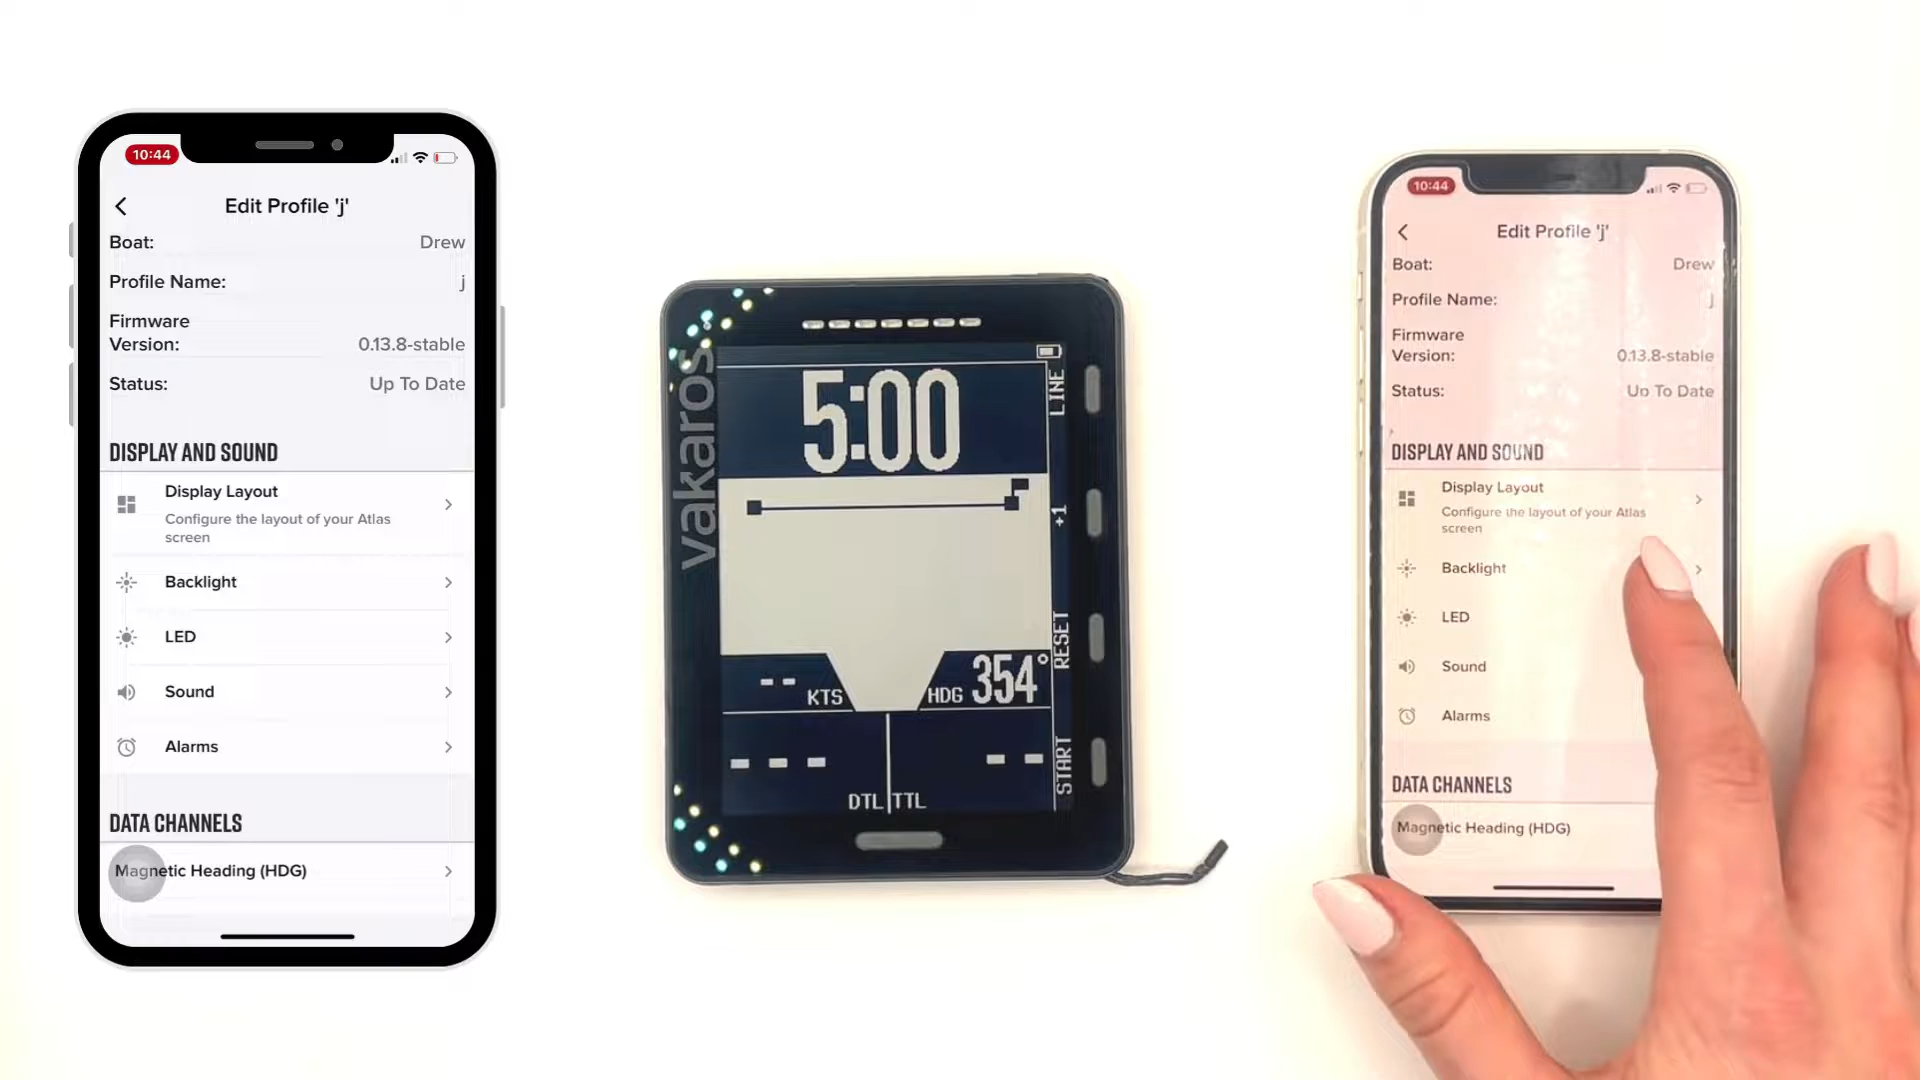 10:44
Edit Profile 'j'
Boat: Drew
Profile Name: j
Firmware
Version: 0.13.8-stable
Status: Up To Date
DISPLAY AND SOUND
Display Layout
Configure the layout of your Atlas
screen
Backlight
LED
Sound
Alarms
DATA CHANNELS
Magnetic Heading (HDG)
vakaros
5:00
LINE
+1
RESET
START
-- KTS
HDG 354°
--- DTL
-- TTL
10:44
Edit Profile 'j'
Boat: Drew
Profile Name: j
Firmware
Version: 0.13.8-stable
Status: Up To Date
DISPLAY AND SOUND
Display Layout
Configure the layout of your Atlas
screen
Backlight
LED
Sound
Alarms
DATA CHANNELS
Magnetic Heading (HDG)